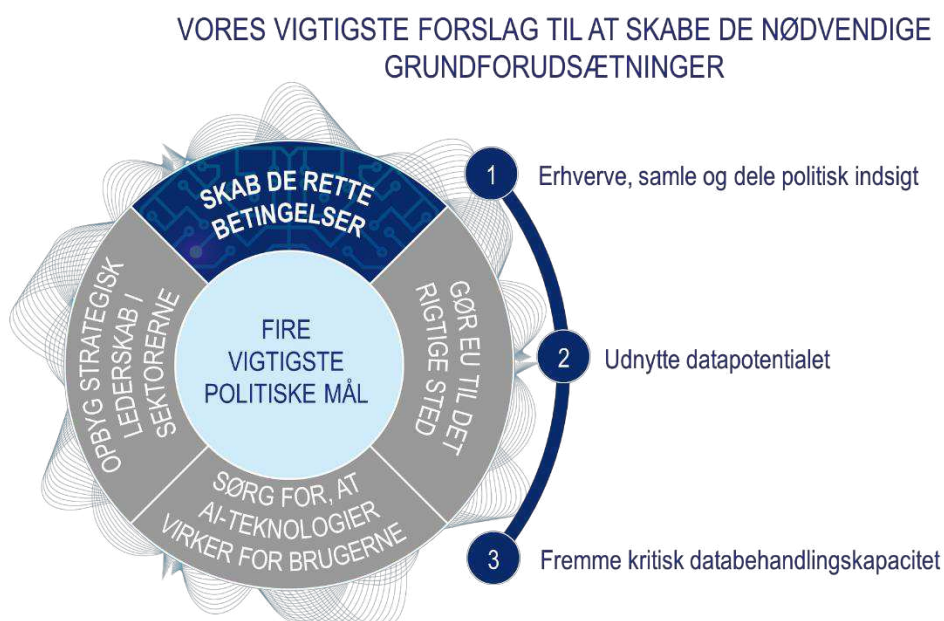 VORES VIGTIGSTE FORSLAG TIL AT SKABE DE NØDVENDIGE
GRUNDFORUDSÆTNINGER
SKAB DE RETTE
BETINGELSER
GØR EU TIL DET
RIGTIGE STED
SØRG FOR, AT
AI-TEKNOLOGIER
VIRKER FOR BRUGERNE
OPBYG STRATEGISK
LEDERSKAB I
SEKTORERNE
FIRE
VIGTIGSTE
POLITISKE MÅL
1
Erhverve, samle og dele politisk indsigt
2
Udnytte datapotentialet
3
Fremme kritisk databehandlingskapacitet